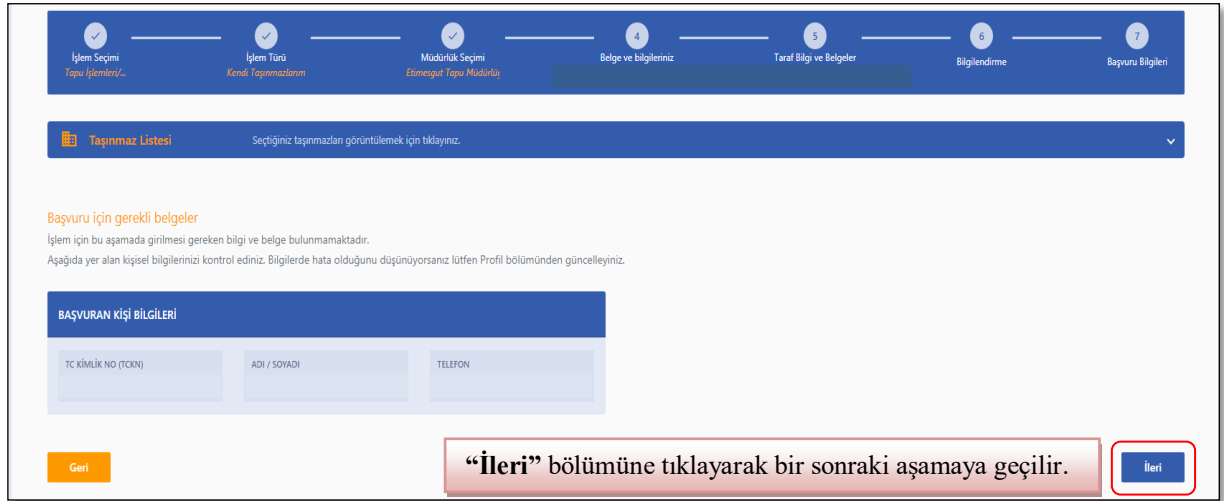 4
5
6
7
İşlem Seçimi
İşlem Türü
Müdürlük Seçimi
Belge ve bilgileriniz
Taraf Bilgi ve Belgeler
Bilgilendirme
Başvuru Bilgileri
Tapu İşlemleri/...
Kendi Taşınmazlarım
Etimesgut Tapu Müdürlüğ
Taşınmaz Listesi
Seçtiğiniz taşınmazları görüntülemek için tıklayınız.
Başvuru için gerekli belgeler
İşlem için bu aşamada girilmesi gereken bilgi ve belge bulunmamaktadır.
Aşağıda yer alan kişisel bilgilerinizi kontrol ediniz. Bilgilerde hata olduğunu düşünüyorsanız lütfen Profil bölümünden güncelleyiniz.
BAŞVURAN KİŞİ BİLGİLERİ
TC KİMLİK NO (TCKN)
ADI / SOYADI
TELEFON
Geri
“İleri” bölümüne tıklayarak bir sonraki aşamaya geçilir.
İleri